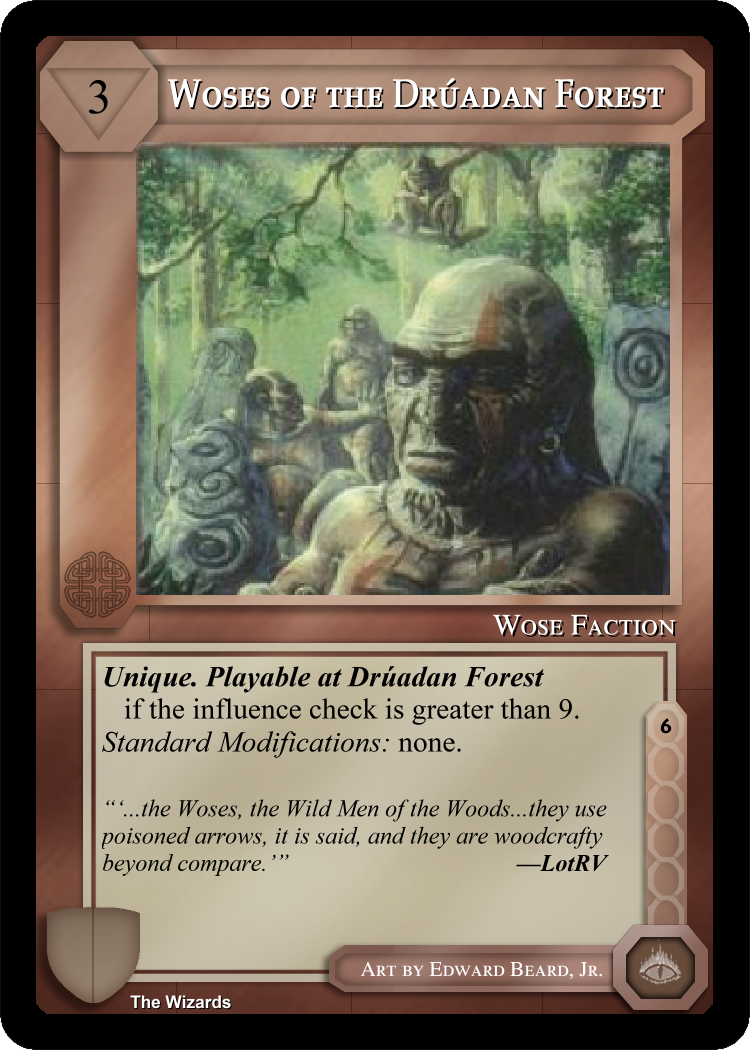 3
Woses of the Drúadan Forest
Wose Faction
Unique. Playable at Drúadan Forest
if the influence check is greater than 9.
Standard Modifications: none.
6
“‘...the Woses, the Wild Men of the Woods...they use
poisoned arrows, it is said, and they are woodcrafty
beyond compare.’” —LotRV
Art by Edward Beard, Jr.
The Wizards